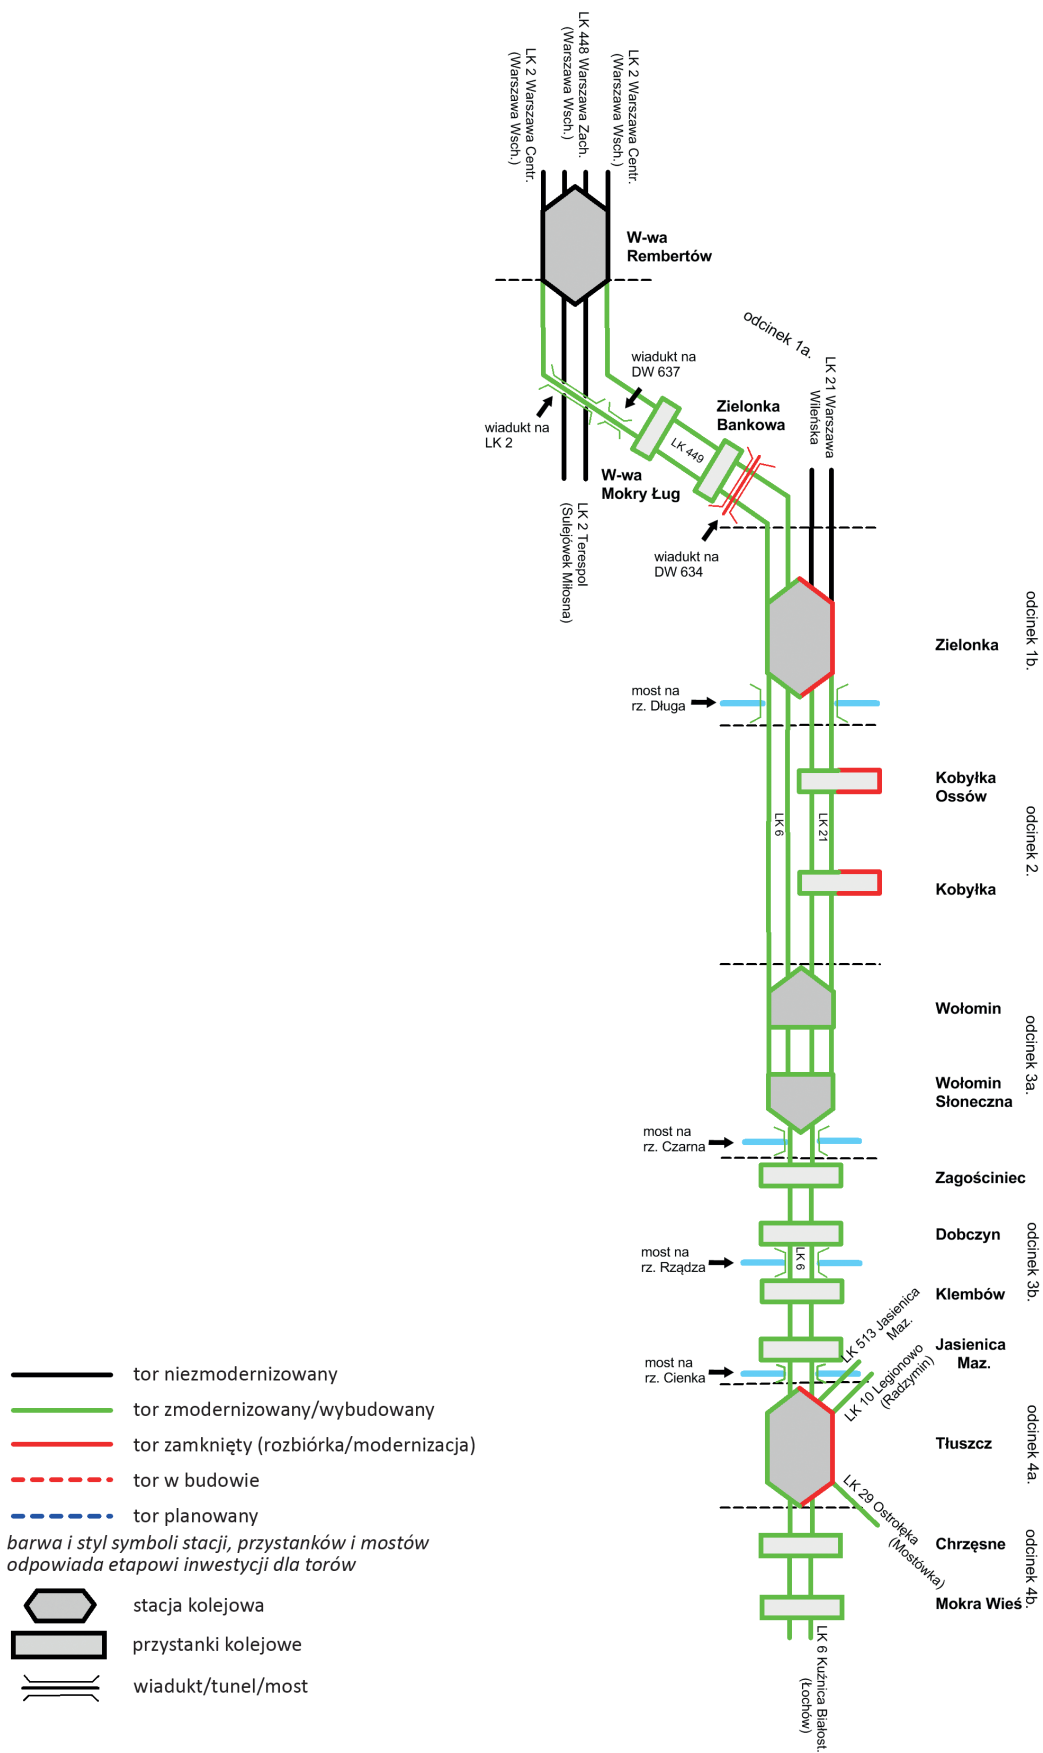 LK 2 Warszawa Centr.
(Warszawa Wsch.)
LK 448 Warszawa Zach.
(Warszawa Wsch.)
LK 2 Warszawa Centr.
(Warszawa Wsch.)
W-wa
Rembertów
odcinek 1a.
LK 21 Warszawa
Wileńska
wiadukt na
DW 637
Zielonka
Bankowa
wiadukt na
LK 2
LK 449
W-wa
Mokry Ług
LK 2 Terespol
(Sulejówek Miłosna)
wiadukt na
DW 634
odcinek 1b.
Zielonka
most na
rz. Długa
Kobyłka
Ossów
LK 6
LK 21
odcinek 2.
Kobyłka
Wołomin
odcinek 3a.
Wołomin
Słoneczna
most na
rz. Czarna
Zagościniec
Dobczyn
LK 6
most na
rz. Rządza
odcinek 3b.
Klembów
LK 513 Jasienica
Maz.
Jasienica
Maz.
most na
rz. Cienka
LK 10 Legionowo
(Radzymin)
odcinek 4a.
Tłuszcz
LK 29 Ostrołęka
(Mostówka)
Chrzęsne
odcinek 4b.
Mokra Wieś
LK 6 Kuźnica Białost.
(Łochów)
tor niezmodernizowany
tor zmodernizowany/wybudowany
tor zamknięty (rozbiórka/modernizacja)
tor w budowie
tor planowany
barwa i styl symboli stacji, przystanków i mostów
odpowiada etapowi inwestycji dla torów
stacja kolejowa
przystanki kolejowe
wiadukt/tunel/most